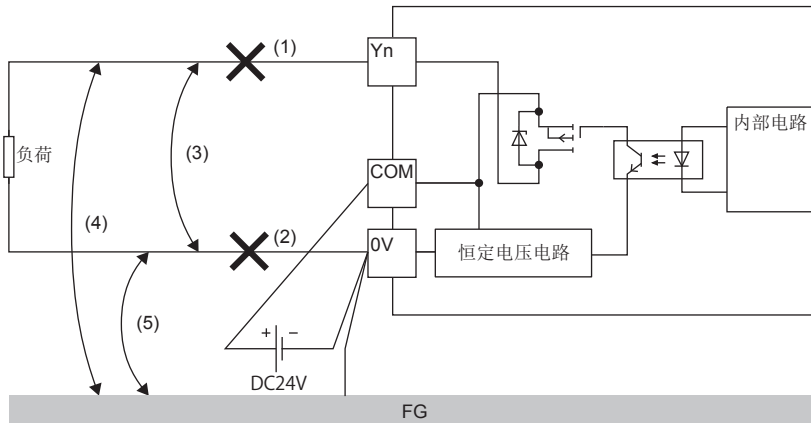 (1)
Yn
内部电路
负荷
(3)
COM
(4)
(2)
0V
恒定电压电路
(5)
+
−
DC24V
FG